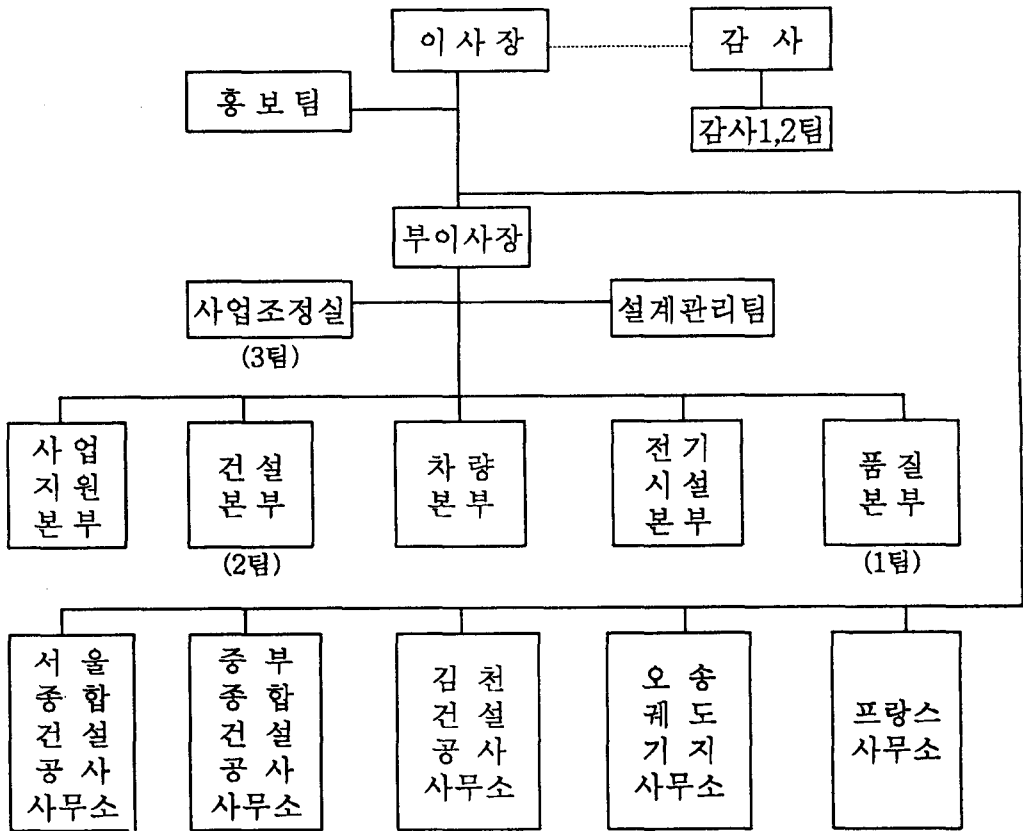 이사장
감 사
홍보팀
감사1,2팀
부이사장
사업조정실
(3팀)
설계관리팀
사 업
지 원
본 부
건 설
본 부
(2팀)
차 량
본 부
전 기
시 설
본 부
품 질
본 부
(1팀)
서 울
종 합
건 설
공 사
사무소
중 부
종 합
건 설
공 사
사무소
김 천
건 설
공 사
사무소
오 송
궤 도
기 지
사무소
프랑스
사무소